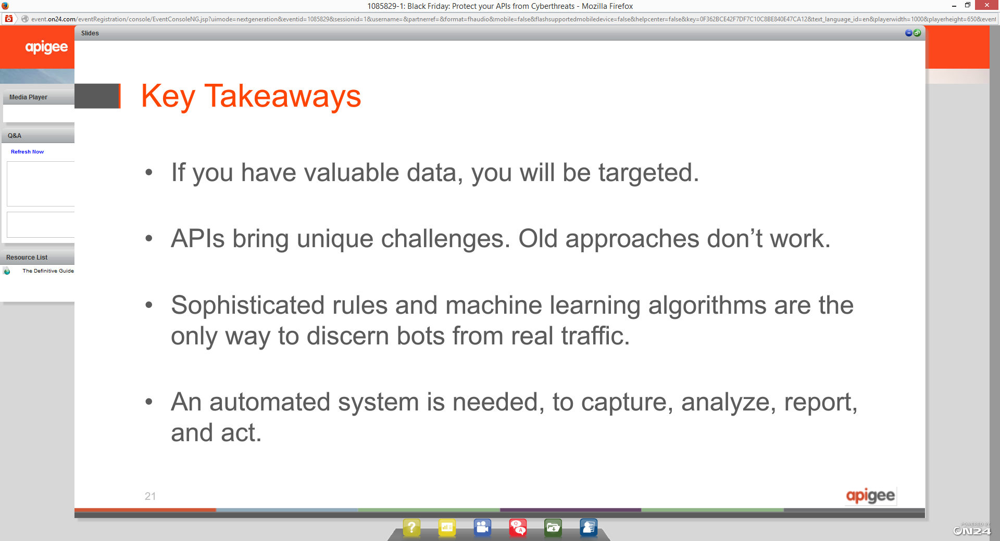 1085829-1: Black Friday: Protect your APIs from Cyberthreats - Mozilla Firefox
event.on24.com/eventRegistration/console/EventConsoleNG.jsp?uimode=nextgeneration&eventid=1085829&sessionid=1&username=&partnerref=&format=fhaudio&mobile=false&flashsupportedmobiledevice=false&helpcenter=false&key=0F362BCE42F7DF7C10C8BE840E47CA12&text_language_id=en&playerwidth=1000&playerheight=650&event
apigee
Slides
Media Player
Q&A
Refresh Now
Resource List
The Definitive Guide
Key Takeaways
• If you have valuable data, you will be targeted.
• APIs bring unique challenges. Old approaches don’t work.
• Sophisticated rules and machine learning algorithms are the
only way to discern bots from real traffic.
• An automated system is needed, to capture, analyze, report,
and act.
21
apigee
?
Q
A
POWERED BY
ON24